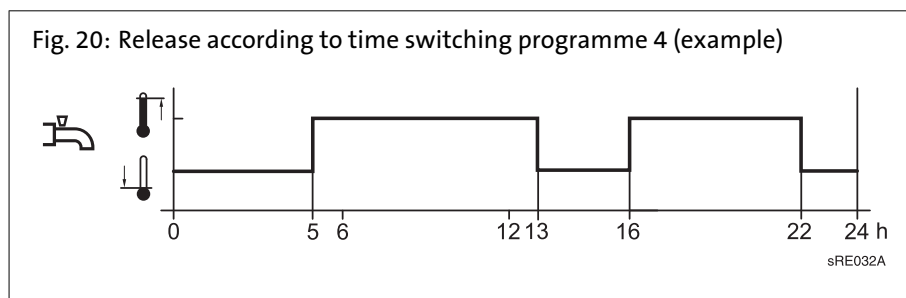 Fig. 20: Release according to time switching programme 4 (example)
0 5 6 12 13 16 22 24 h
sRE032A